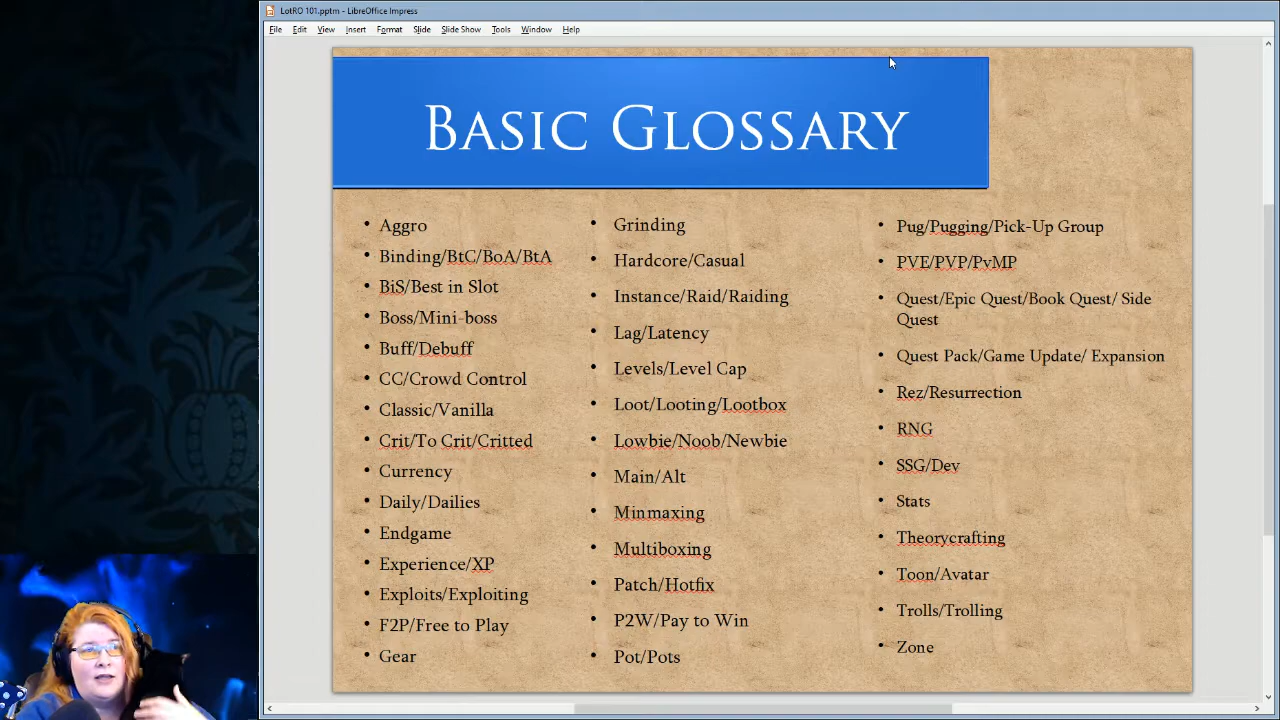 LotRO 101.pptm - LibreOffice Impress
File Edit View Insert Format Slide Slide Show Tools Window Help
BASIC GLOSSARY
• Aggro
• Binding/BtC/BoA/BtA
• BiS/Best in Slot
• Boss/Mini-boss
• Buff/Debuff
• CC/Crowd Control
• Classic/Vanilla
• Crit/To Crit/Critted
• Currency
• Daily/Dailies
• Endgame
• Experience/XP
• Exploits/Exploiting
• F2P/Free to Play
• Gear
• Grinding
• Hardcore/Casual
• Instance/Raid/Raiding
• Lag/Latency
• Levels/Level Cap
• Loot/Looting/Lootbox
• Lowbie/Noob/Newbie
• Main/Alt
• Minmaxing
• Multiboxing
• Patch/Hotfix
• P2W/Pay to Win
• Pot/Pots
• Pug/Pugging/Pick-Up Group
• PVE/PVP/PvMP
• Quest/Epic Quest/Book Quest/ Side
Quest
• Quest Pack/Game Update/ Expansion
• Rez/Resurrection
• RNG
• SSG/Dev
• Stats
• Theorycrafting
• Toon/Avatar
• Trolls/Trolling
• Zone